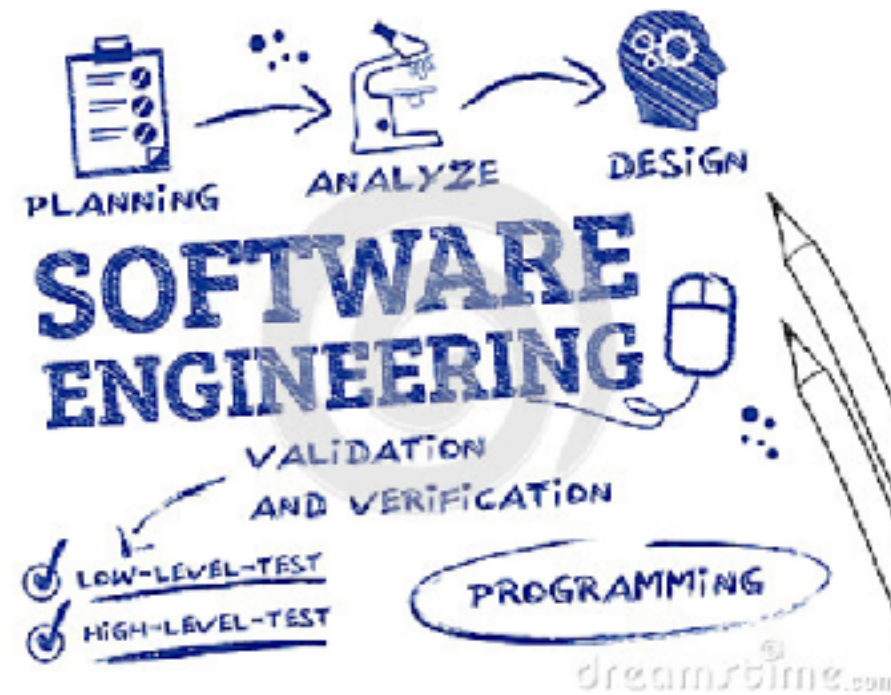 PLANNING
ANALYZE
DESIGN
SOFTWARE
ENGINEERING
VALIDATION
AND VERIFICATION
LOW-LEVEL-TEST
HIGH-LEVEL-TEST
PROGRAMMING
dreamstime.com